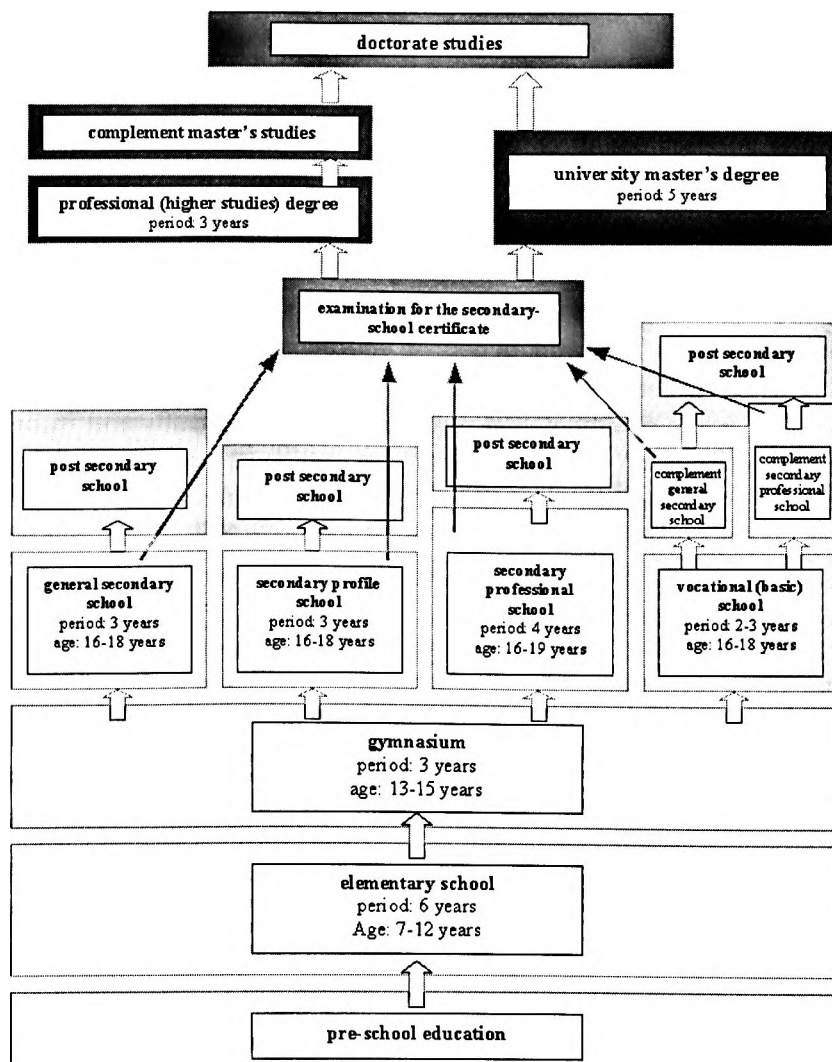 doctorate studies
complement master's studies
professional (higher studies) degree
period: 3 years
university master's degree
period: 5 years
examination for the secondary-
school certificate
post secondary
school
post secondary
school
post secondary
school
post secondary
school
complement
general
secondary
school
complement
secondary
professional
school
general secondary
school
period: 3 years
age: 16-18 years
secondary profile
school
period: 3 years
age: 16-18 years
secondary
professional
school
period: 4 years
age: 16-19 years
vocational (basic)
school
period: 2-3 years
age: 16-18 years
gymnasium
period: 3 years
age: 13-15 years
elementary school
period: 6 years
Age: 7-12 years
pre-school education